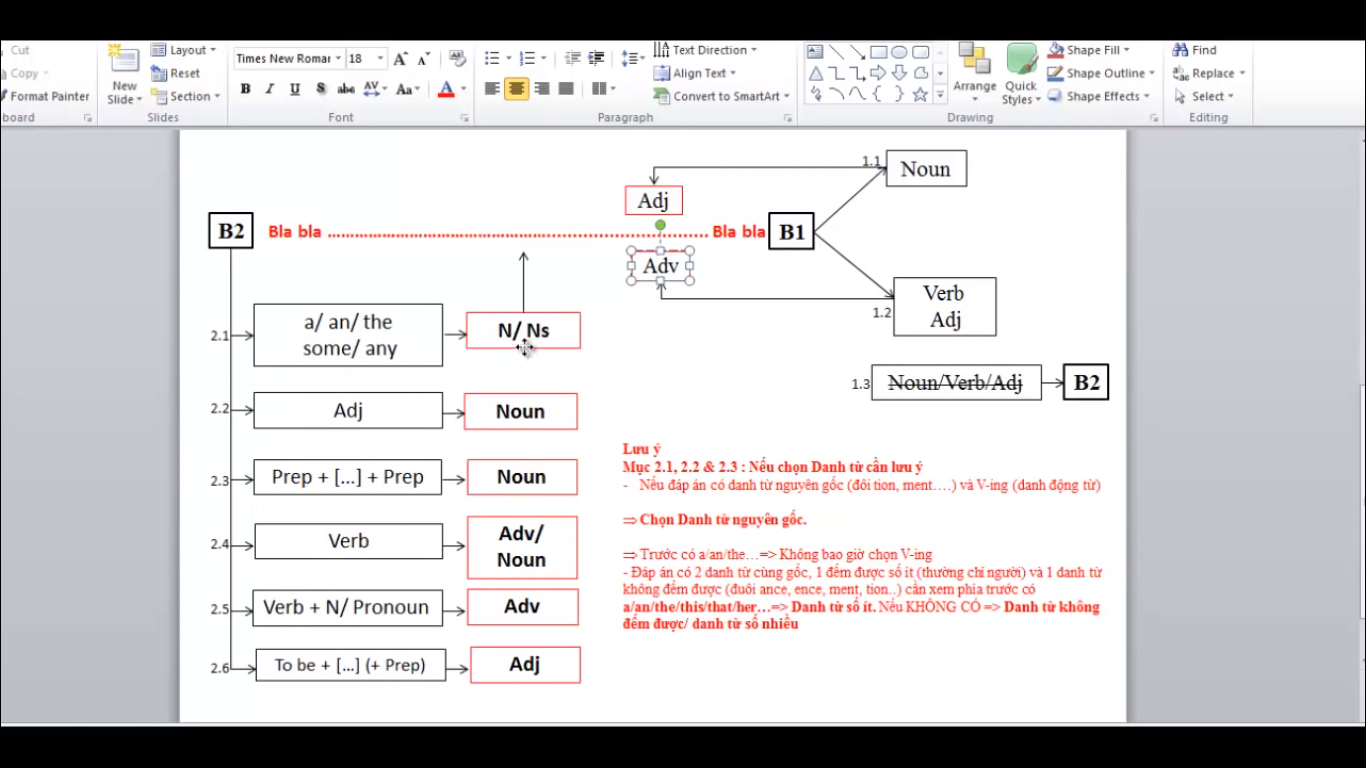 Cut
Copy
Format Painter
board
New
Slide
Layout
Reset
Section
Slides
Times New Romar
18
A A
B I U S abc AV Aa A
Font
Text Direction
Align Text
Convert to SmartArt
Paragraph
Arrange
Quick
Styles
Shape Fill
Shape Outline
Shape Effects
Drawing
Find
Replace
Select
Editing
1.1
Noun
Adj
B2
Bla bla ........................................................................ Bla bla
B1
Adv
Verb
Adj
1.2
2.1
a/ an/ the
some/ any
N/ Ns
1.3
Noun/Verb/Adj
B2
2.2
Adj
Noun
2.3
Prep + [...] + Prep
Noun
2.4
Verb
Adv/
Noun
2.5
Verb + N/ Pronoun
Adv
2.6
To be + [...] (+ Prep)
Adj
Lưu ý
Mục 2.1, 2.2 & 2.3 : Nếu chọn Danh từ cần lưu ý
- Nếu đáp án có danh từ nguyên gốc (đôi tion, ment….) và V-ing (danh động từ)
⇒ Chọn Danh từ nguyên gốc.
⇒ Trước có a/an/the…=> Không bao giờ chọn V-ing
- Đáp án có 2 danh từ cùng gốc, 1 đếm được số ít (thường chỉ người) và 1 danh từ
không đếm được (đuôi ance, ence, ment, tion..) cần xem phía trước có
a/an/the/this/that/her…=> Danh từ số ít. Nếu KHÔNG CÓ => Danh từ không
đếm được/ danh từ số nhiều